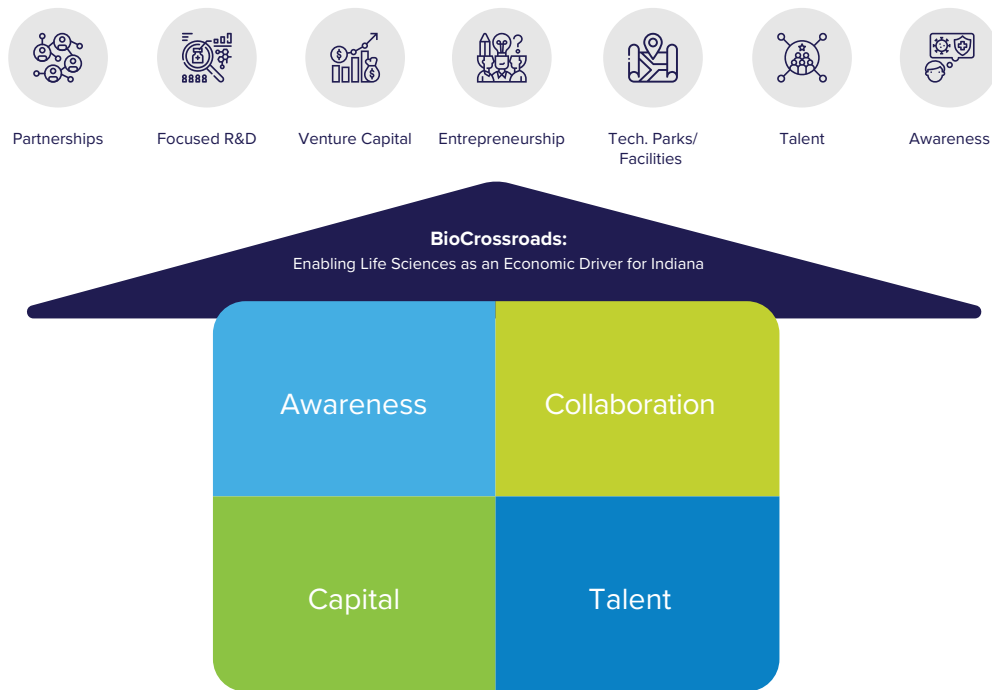 Partnerships
Focused R&D
Venture Capital
Entrepreneurship
Tech. Parks/
Facilities
Talent
Awareness
BioCrossroads:
Enabling Life Sciences as an Economic Driver for Indiana
Awareness
Collaboration
Capital
Talent